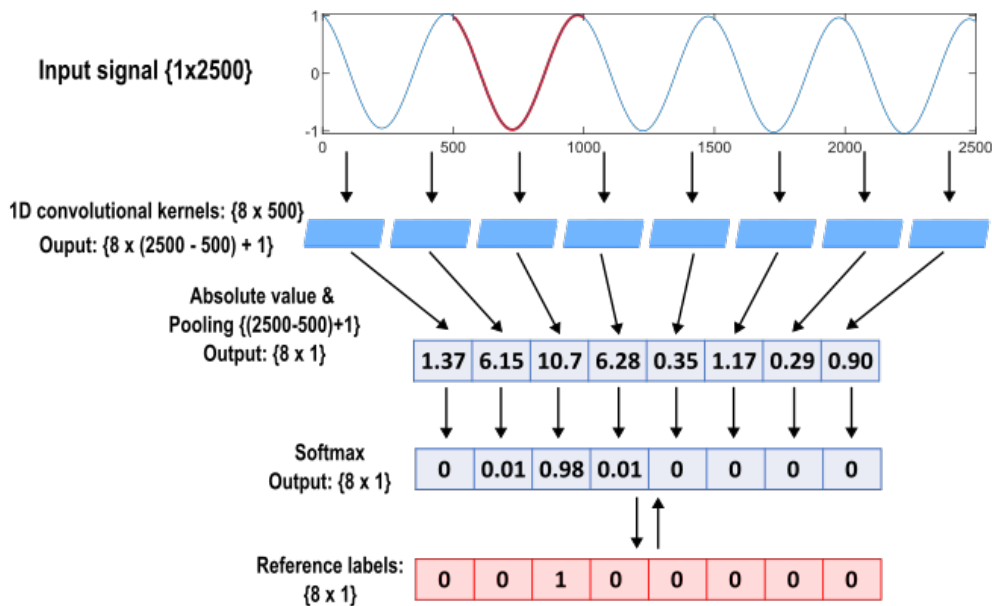 1
0
-1
0 500 1000 1500 2000 2500
Input signal {1x2500}
1D convolutional kernels: {8 x 500}
Ouput: {8 x (2500 - 500) + 1}
Absolute value &
Pooling {(2500-500)+1}
Output: {8 x 1}
1.37 6.15 10.7 6.28 0.35 1.17 0.29 0.90
Softmax
Output: {8 x 1}
0 0.01 0.98 0.01 0 0 0 0
Reference labels:
{8 x 1}
0 0 1 0 0 0 0 0